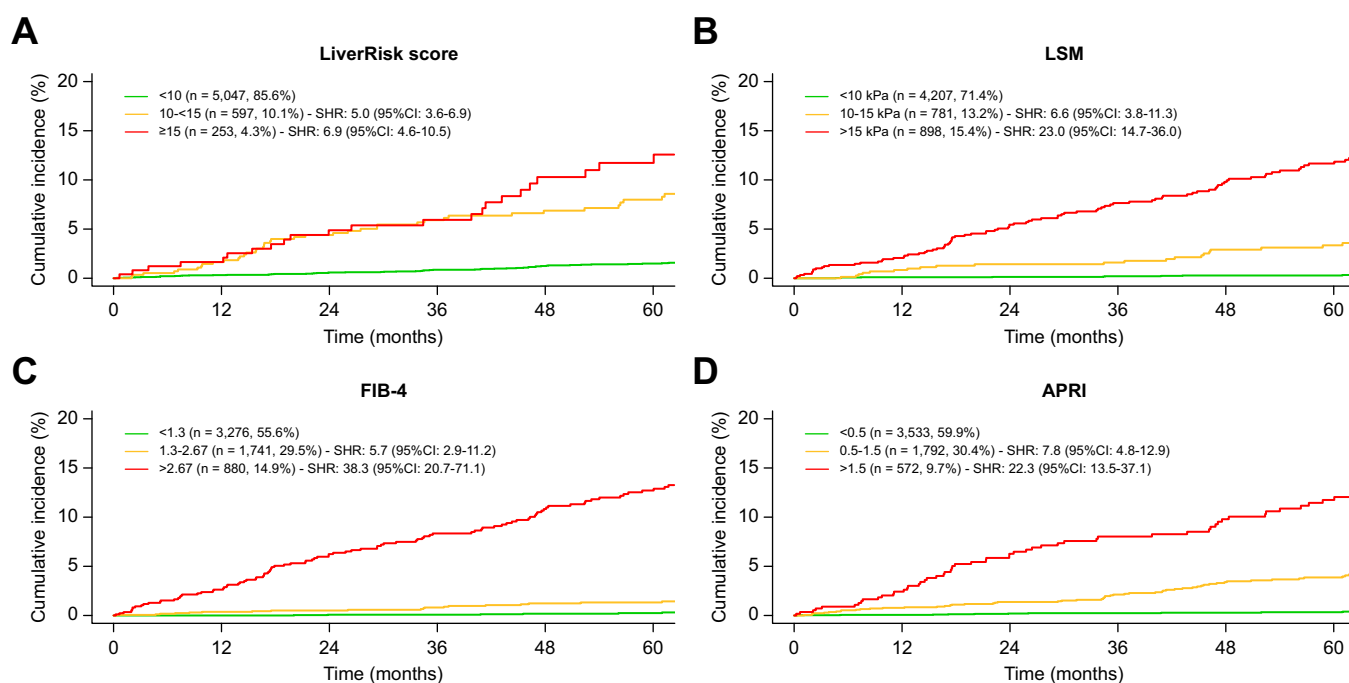 A
LiverRisk score
Cumulative incidence (%)
20
15
10
5
0
<10 (n = 5,047, 85.6%)
10-<15 (n = 597, 10.1%) - SHR: 5.0 (95%CI: 3.6-6.9)
≥15 (n = 253, 4.3%) - SHR: 6.9 (95%CI: 4.6-10.5)
0 12 24 36 48 60
Time (months)
B
LSM
Cumulative incidence (%)
20
15
10
5
0
<10 kPa (n = 4,207, 71.4%)
10-15 kPa (n = 781, 13.2%) - SHR: 6.6 (95%CI: 3.8-11.3)
>15 kPa (n = 898, 15.4%) - SHR: 23.0 (95%CI: 14.7-36.0)
0 12 24 36 48 60
Time (months)
C
FIB-4
Cumulative incidence (%)
20
15
10
5
0
<1.3 (n = 3,276, 55.6%)
1.3-2.67 (n = 1,741, 29.5%) - SHR: 5.7 (95%CI: 2.9-11.2)
>2.67 (n = 880, 14.9%) - SHR: 38.3 (95%CI: 20.7-71.1)
0 12 24 36 48 60
Time (months)
D
APRI
Cumulative incidence (%)
20
15
10
5
0
<0.5 (n = 3,533, 59.9%)
0.5-1.5 (n = 1,792, 30.4%) - SHR: 7.8 (95%CI: 4.8-12.9)
>1.5 (n = 572, 9.7%) - SHR: 22.3 (95%CI: 13.5-37.1)
0 12 24 36 48 60
Time (months)